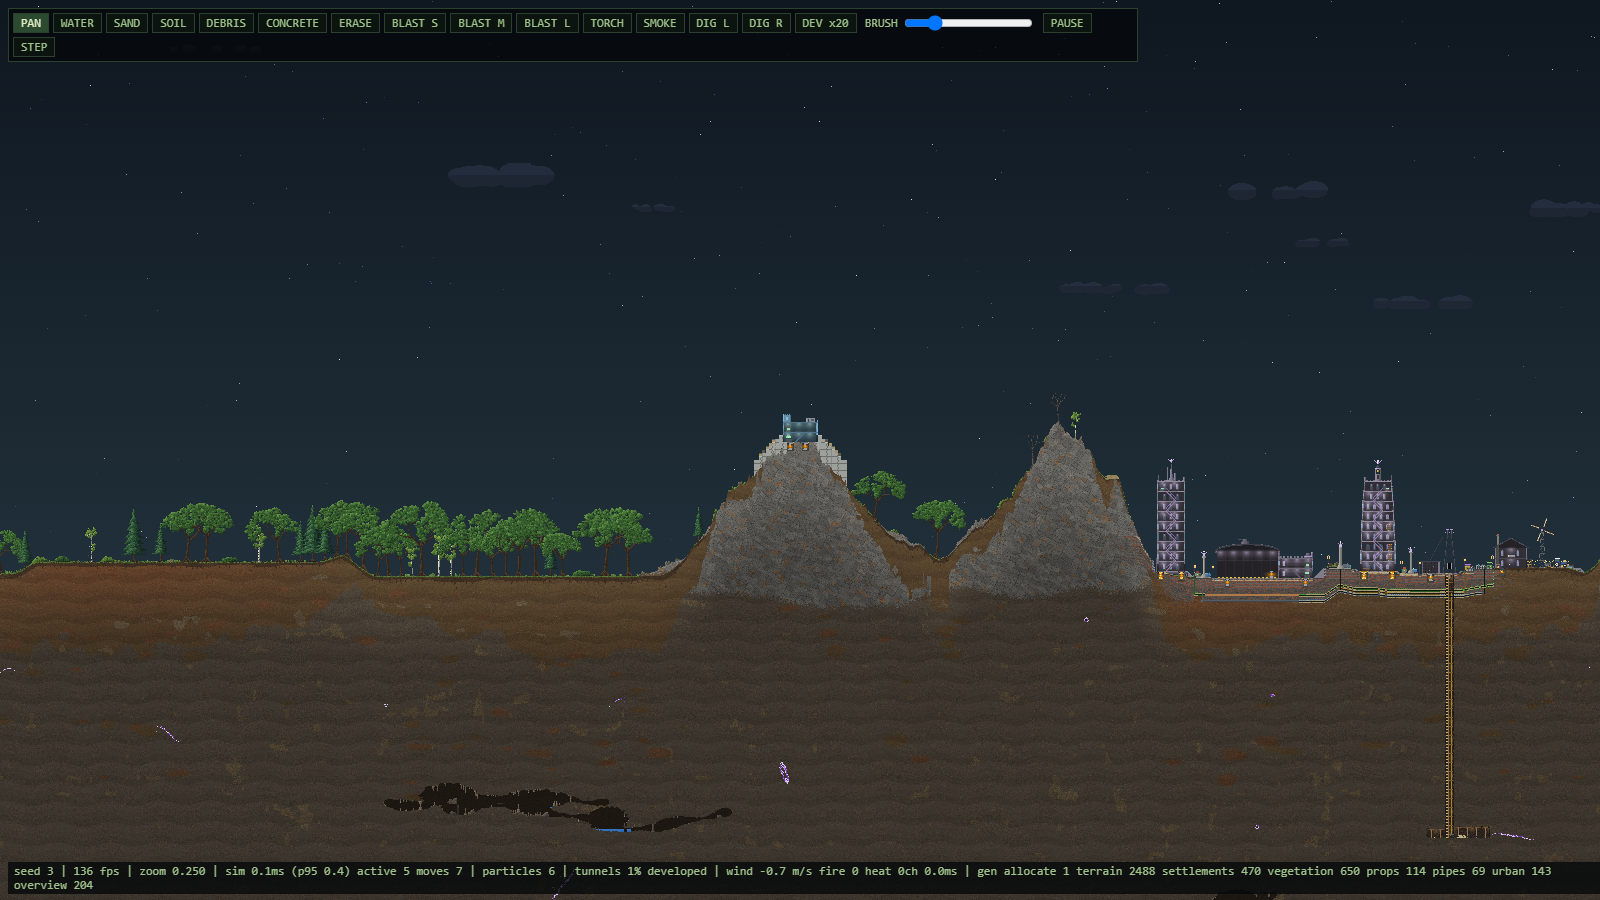 PAN WATER SAND SOIL DEBRIS CONCRETE ERASE BLAST S BLAST M BLAST L TORCH SMOKE DIG L DIG R DEV x20 BRUSH PAUSE
STEP
seed 3 | 136 fps | zoom 0.250 | sim 0.1ms (p95 0.4) active 5 moves 7 | particles 6 | tunnels 1% developed | wind -0.7 m/s fire 0 heat 0ch 0.0ms | gen allocate 1 terrain 2488 settlements 470 vegetation 650 props 114 pipes 69 urban 143
overview 204